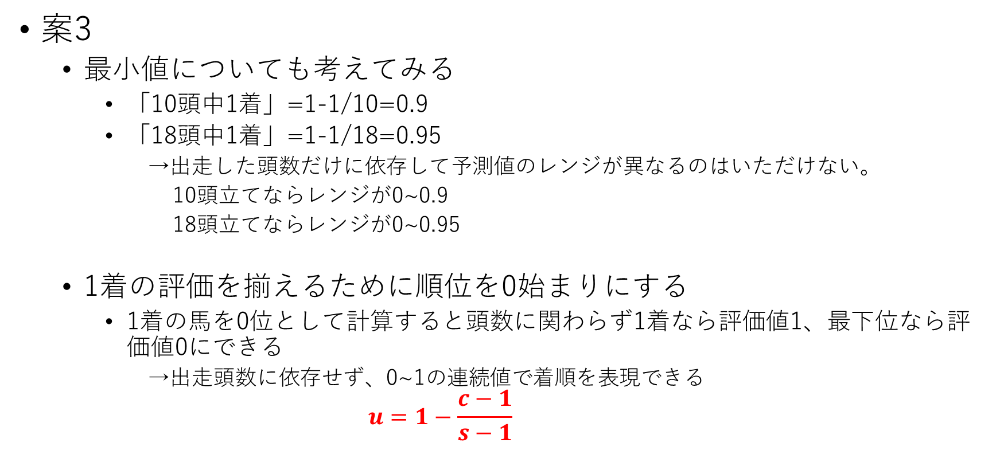 • 案3
• 最小値についても考えてみる
• 「10頭中1着」=1-1/10=0.9
• 「18頭中1着」=1-1/18=0.95
→出走した頭数だけに依存して予測値のレンジが異なるのはいただけない。
10頭立てならレンジが0~0.9
18頭立てならレンジが0~0.95
• 1着の評価を揃えるために順位を0始まりにする
• 1着の馬を0位として計算すると頭数に関わらず1着なら評価値1、最下位なら評
価値0にできる
→出走頭数に依存せず、0~1の連続値で着順を表現できる
u = 1 − (c − 1)/(s − 1)